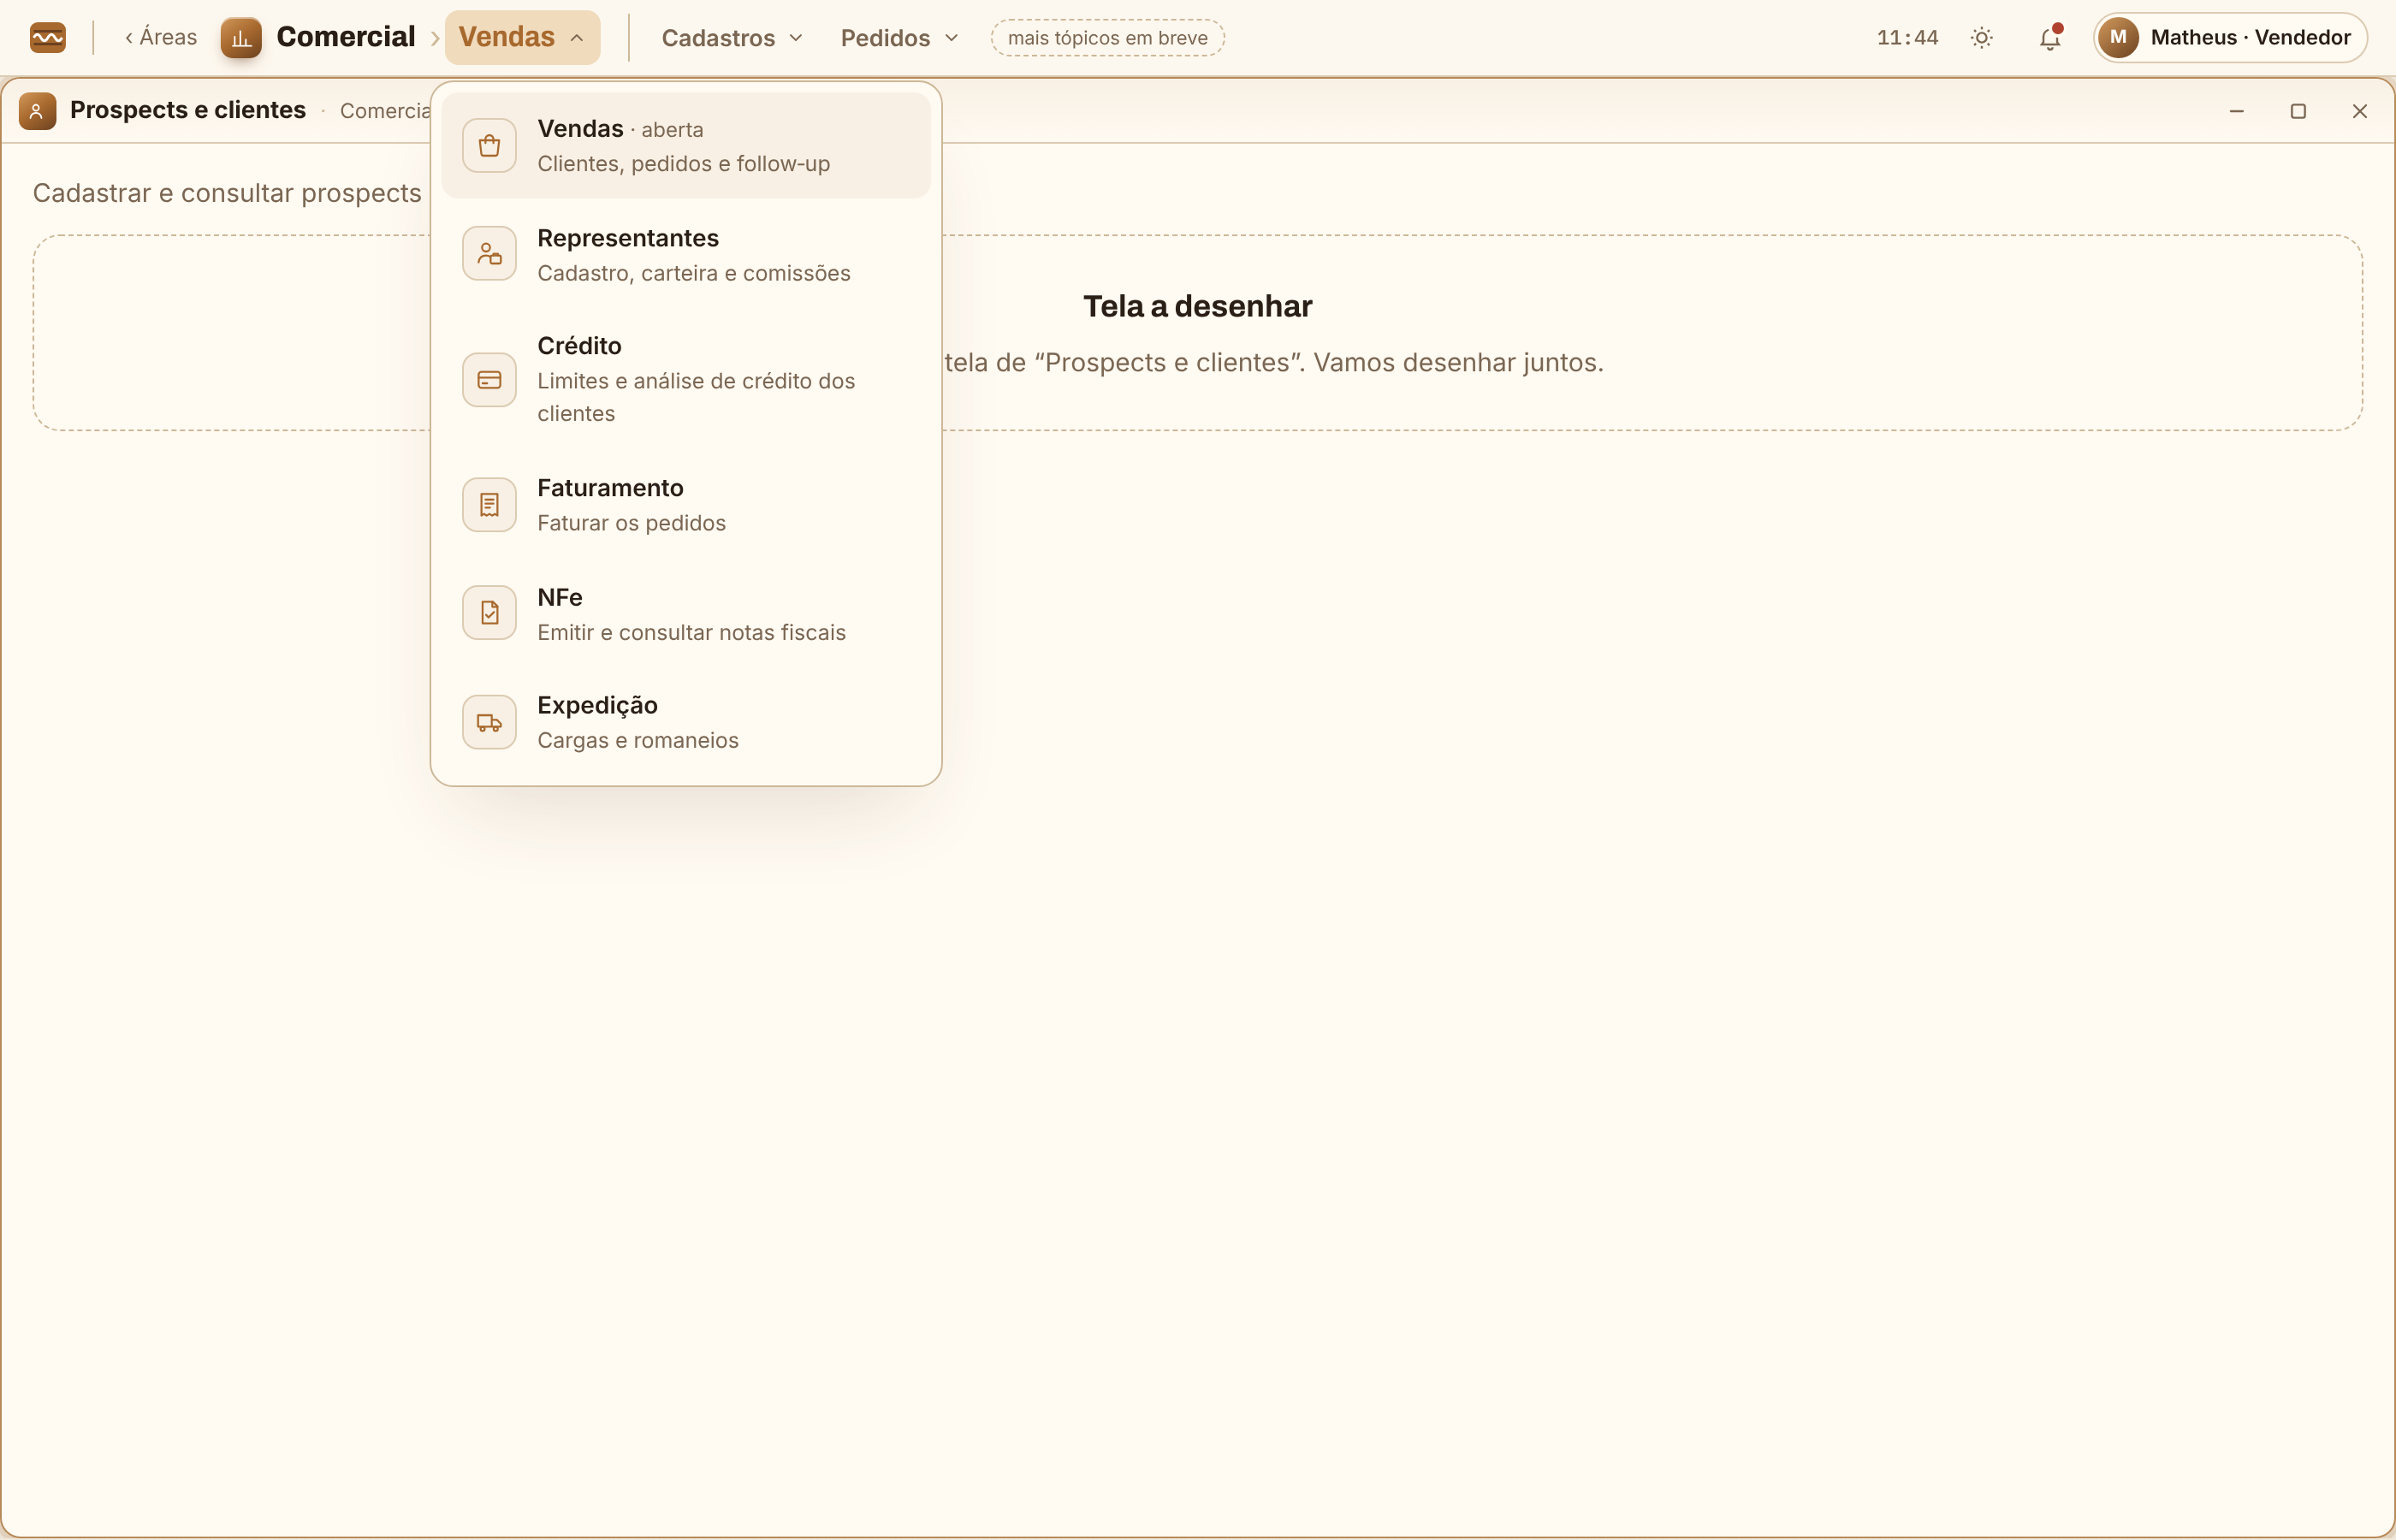 ‹ Áreas
Comercial
›
Vendas
Cadastros
Pedidos
mais tópicos em breve
11:44
M
Matheus · Vendedor
Prospects e clientes
·
Vendas · aberta
Clientes, pedidos e follow-up
Cadastrar e consultar prospects
Representantes
Cadastro, carteira e comissões
Tela a desenhar
tela de “Prospects e clientes”. Vamos desenhar juntos.
Crédito
Limites e análise de crédito dos
clientes
Faturamento
Faturar os pedidos
NFe
Emitir e consultar notas fiscais
Expedição
Cargas e romaneios